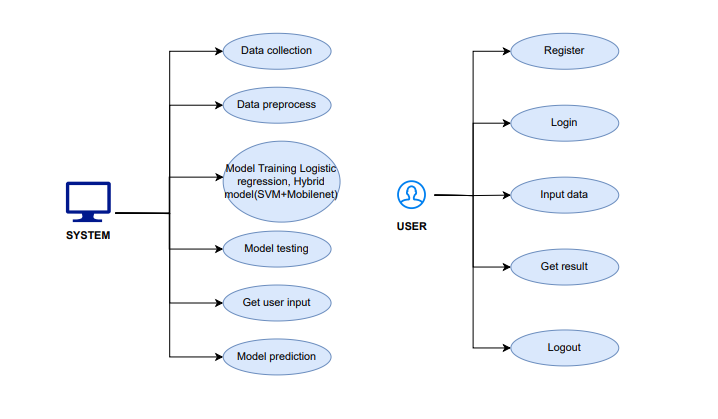 Data collection
Data preprocess
Model Training Logistic
regression, Hybrid
model(SVM+Mobilenet)
SYSTEM
Model testing
Get user input
Model prediction
Register
Login
Input data
USER
Get result
Logout